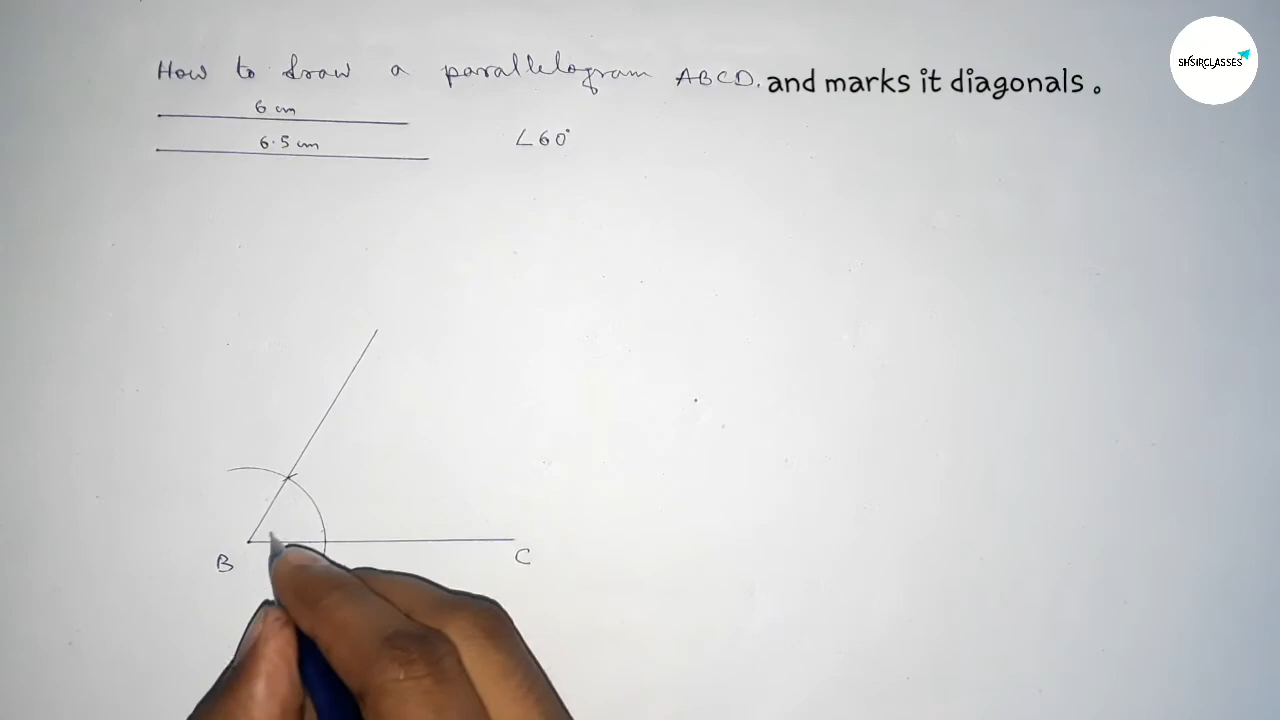 How to draw a parallelogram ABCD. and marks it diagonals .
SHSIRCLASSES
6 cm
6.5 cm ∠60°
B C